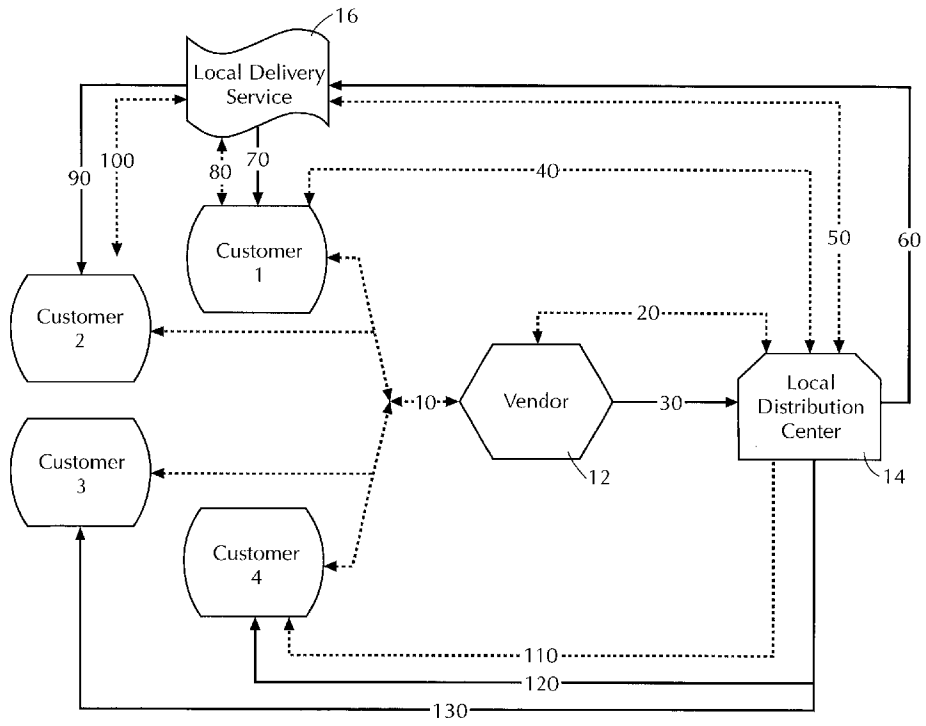 16
Local Delivery
Service
100
90
80
70
40
50
60
Customer
1
Customer
2
20
10
Vendor
30
Local
Distribution
Center
12
14
Customer
3
Customer
4
110
120
130